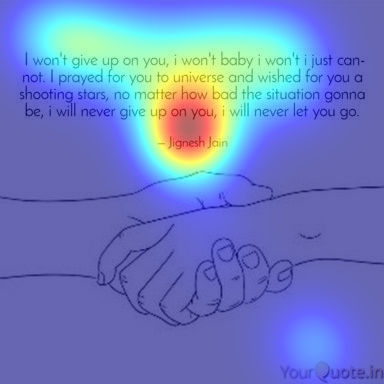 I won't give up on you, i won't baby i won't i just can-
not. I prayed for you to universe and wished for you a
shooting stars, no matter how bad the situation gonna
be, i will never give up on you, i will never let you go.
– Jignesh Jain
YourQuote.in